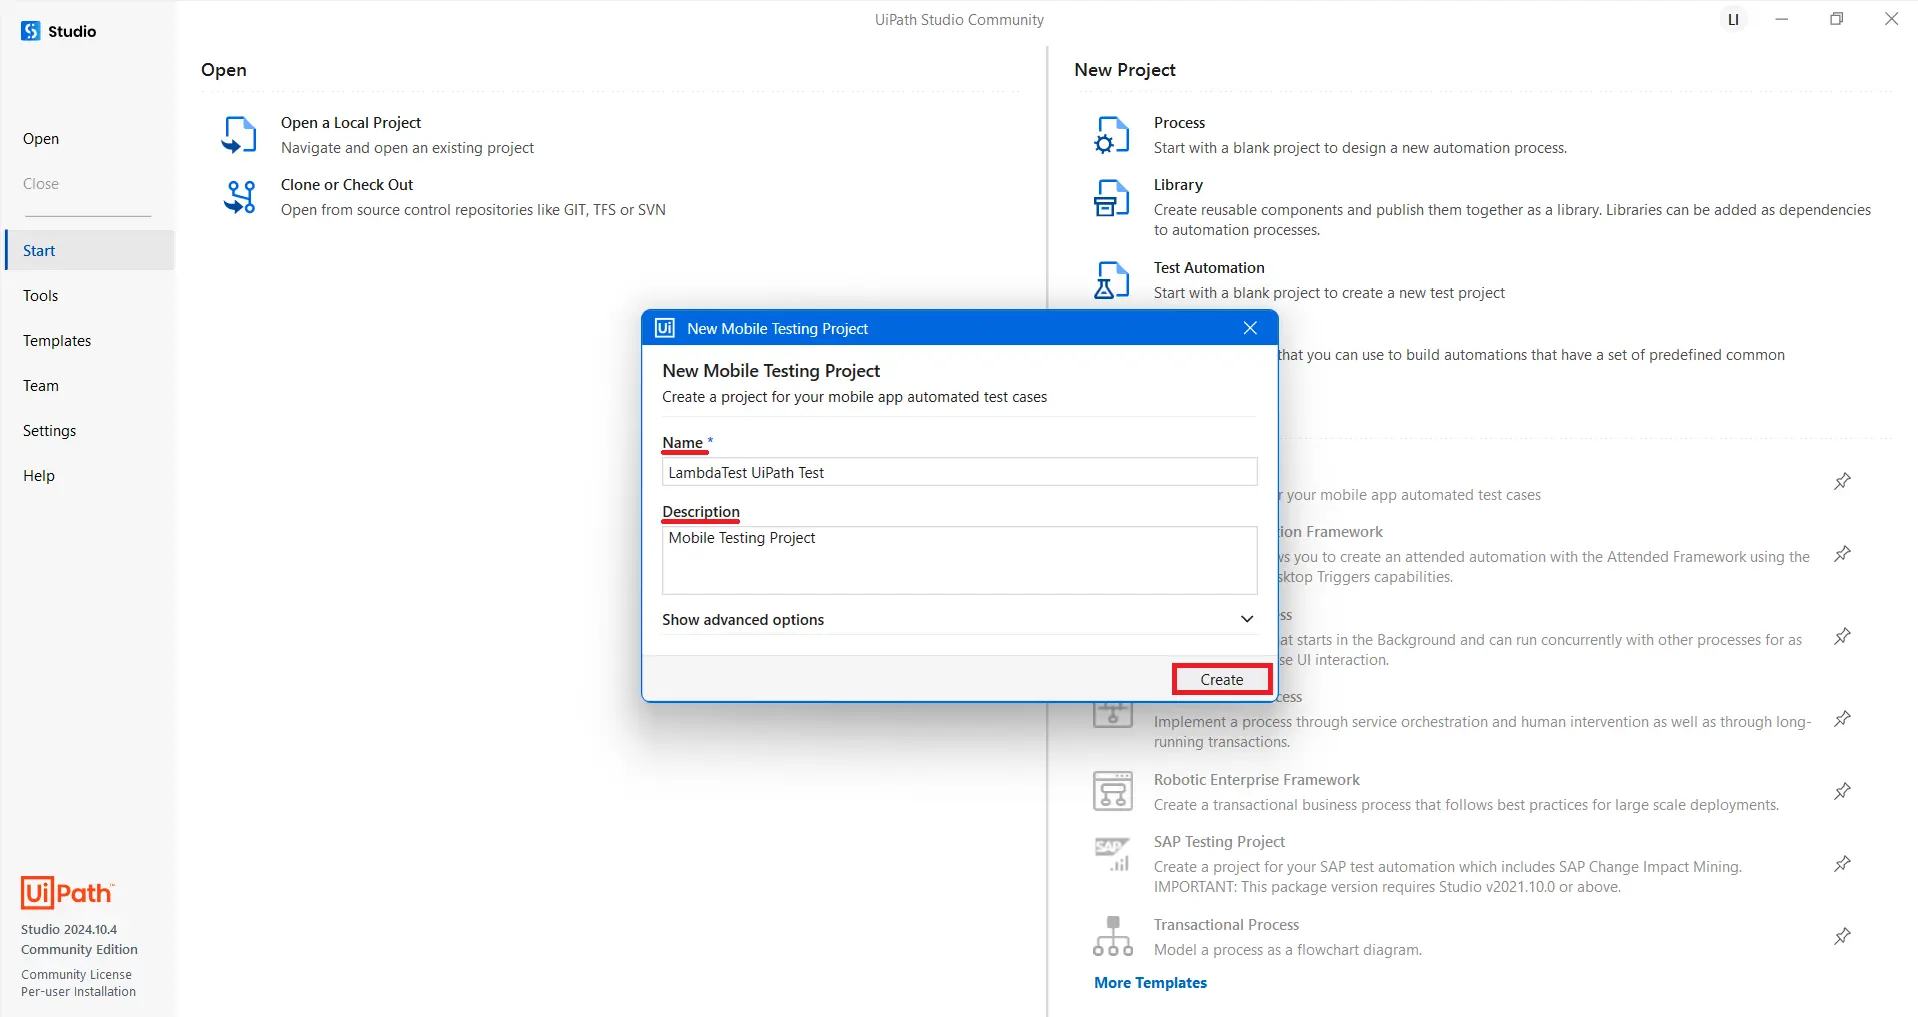 Studio
UiPath Studio Community
LI
Open
Close
Start
Tools
Templates
Team
Settings
Help
UiPath™
Studio 2024.10.4
Community Edition
Community License
Per-user Installation
Open
Open a Local Project
Navigate and open an existing project
Clone or Check Out
Open from source control repositories like GIT, TFS or SVN
New Project
Process
Start with a blank project to design a new automation process.
Library
Create reusable components and publish them together as a library. Libraries can be added as dependencies
to automation processes.
Test Automation
Start with a blank project to create a new test project
that you can use to build automations that have a set of predefined common
r your mobile app automated test cases
ion Framework
ws you to create an attended automation with the Attended Framework using the
sktop Triggers capabilities.
ss
at starts in the Background and can run concurrently with other processes for as
se UI interaction.
cess
Implement a process through service orchestration and human intervention as well as through long-
running transactions.
Robotic Enterprise Framework
Create a transactional business process that follows best practices for large scale deployments.
SAP
SAP Testing Project
Create a project for your SAP test automation which includes SAP Change Impact Mining.
IMPORTANT: This package version requires Studio v2021.10.0 or above.
Transactional Process
Model a process as a flowchart diagram.
More Templates
Ui New Mobile Testing Project
New Mobile Testing Project
Create a project for your mobile app automated test cases
Name *
LambdaTest UiPath Test
Description
Mobile Testing Project
Show advanced options
Create